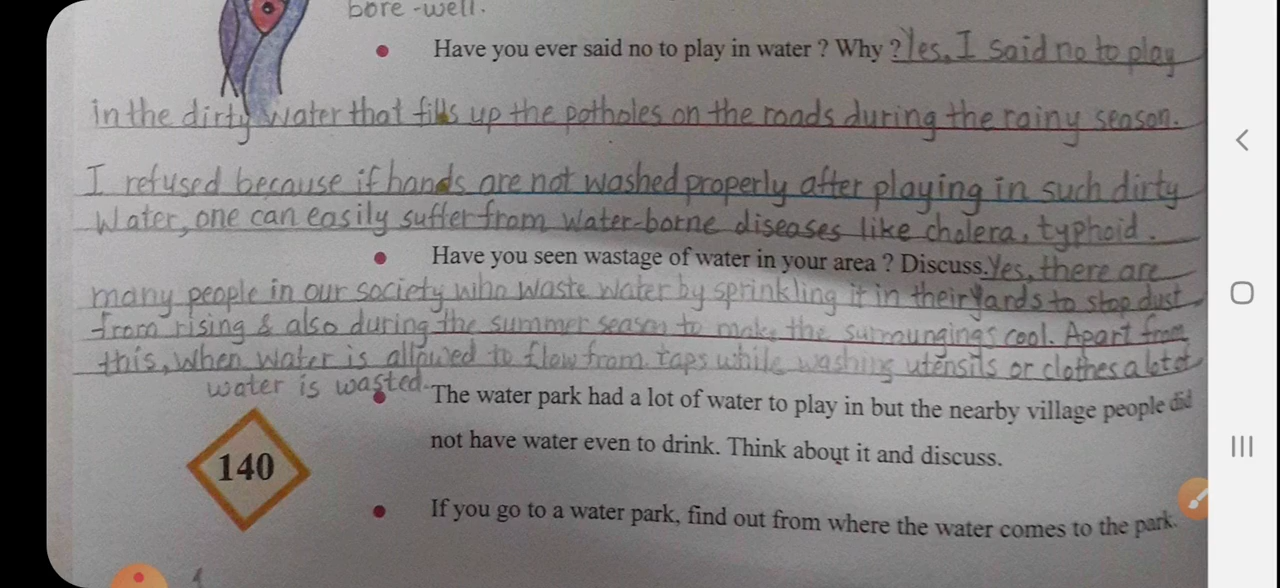 bore-well.
Have you ever said no to play in water ? Why ? Yes, I said no to play
in the dirty water that fills up the potholes on the roads during the rainy season.
I refused because if hands are not washed properly after playing in such dirty
Water, one can easily suffer from water-borne diseases like cholera, typhoid.
Have you seen wastage of water in your area ? Discuss. Yes, there are
many people in our society who waste water by sprinkling it in their yards to stop dust
from rising & also during the summer season to make the surroungings cool. Apart from
this, when water is allowed to flow from taps while washing utensils or clothes a lot of
water is wasted.
The water park had a lot of water to play in but the nearby village people did
not have water even to drink. Think about it and discuss.
140
If you go to a water park, find out from where the water comes to the park.